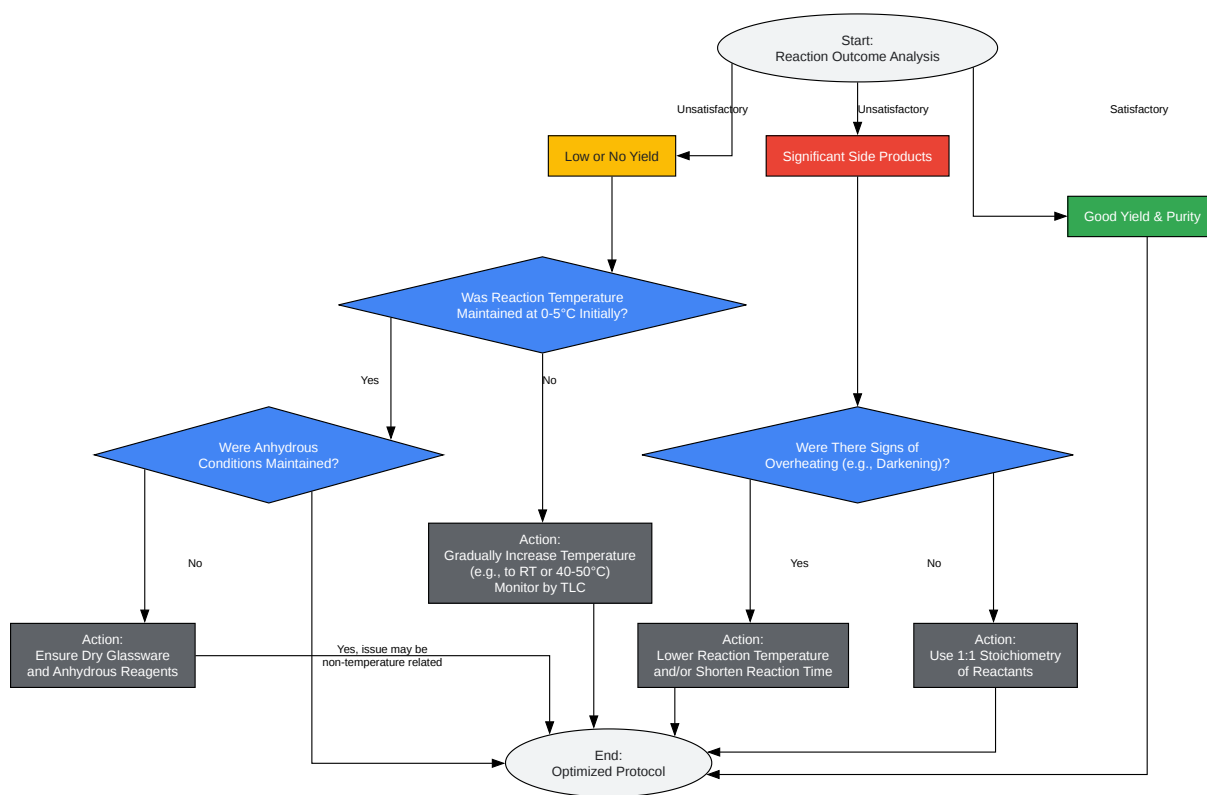 Start:
Reaction Outcome Analysis
Unsatisfactory
Unsatisfactory
Satisfactory
Low or No Yield
Significant Side Products
Good Yield & Purity
Was Reaction Temperature
Maintained at 0-5°C Initially?
Yes
No
Were Anhydrous
Conditions Maintained?
Were There Signs of
Overheating (e.g., Darkening)?
No
Action:
Gradually Increase Temperature
(e.g., to RT or 40-50°C)
Monitor by TLC
Yes
No
Action:
Ensure Dry Glassware
and Anhydrous Reagents
Yes, issue may be
non-temperature related
Action:
Lower Reaction Temperature
and/or Shorten Reaction Time
Action:
Use 1:1 Stoichiometry
of Reactants
End:
Optimized Protocol